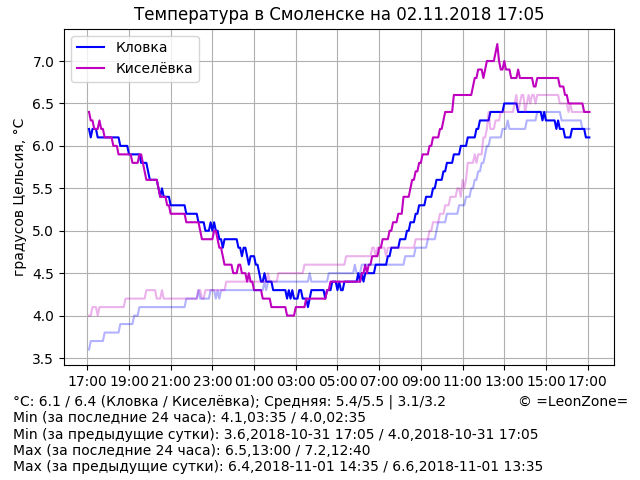 Температура в Смоленске на 02.11.2018 17:05
Кловка
Киселёвка
градусов Цельсия, °C
7.0
6.5
6.0
5.5
5.0
4.5
4.0
3.5
17:00 19:00 21:00 23:00 01:00 03:00 05:00 07:00 09:00 11:00 13:00 15:00 17:00
°C: 6.1 / 6.4 (Кловка / Киселёвка); Средняя: 5.4/5.5 | 3.1/3.2 © =LeonZone=
Min (за последние 24 часа): 4.1,03:35 / 4.0,02:35
Min (за предыдущие сутки): 3.6,2018-10-31 17:05 / 4.0,2018-10-31 17:05
Max (за последние 24 часа): 6.5,13:00 / 7.2,12:40
Max (за предыдущие сутки): 6.4,2018-11-01 14:35 / 6.6,2018-11-01 13:35